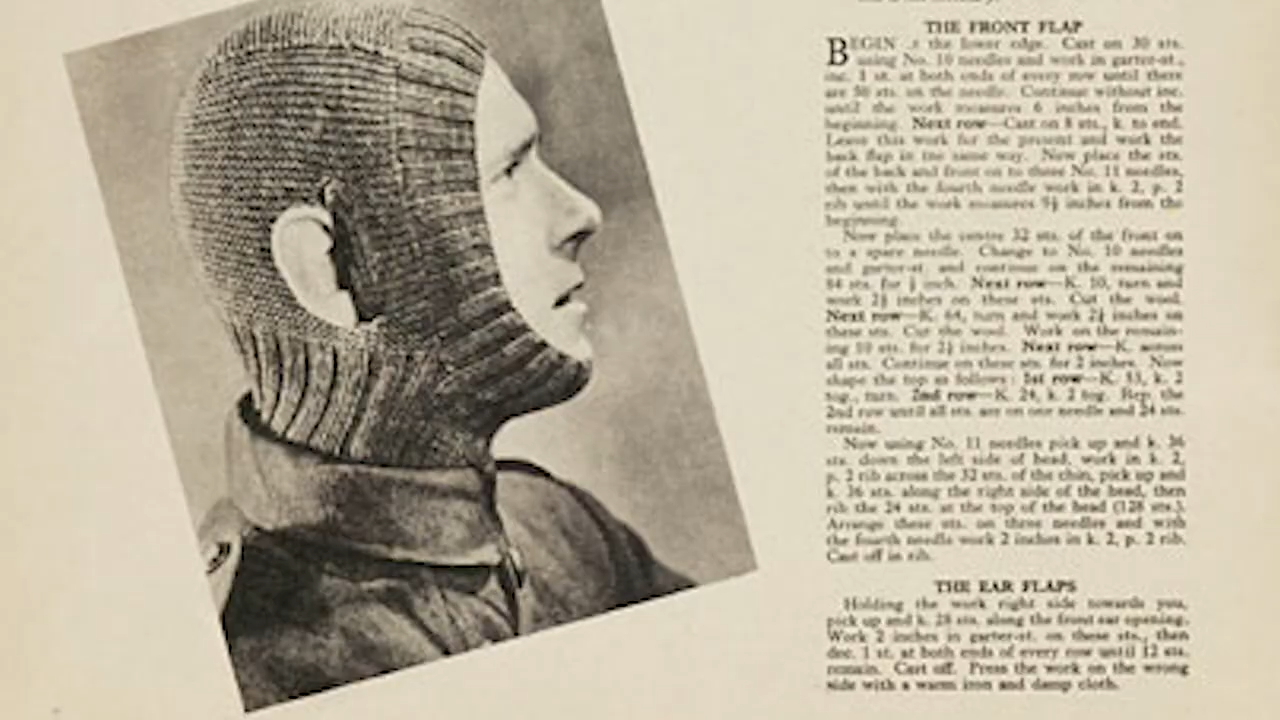 THE FRONT FLAP
BEGIN at the lower edge. Cast on 30 sts.
using No. 10 needles and work in garter-st.,
inc. 1 st. at both ends of every row until there
are 50 sts. on the needle. Continue without inc.
until the work measures 6 inches from the
beginning. Next row—Cast on 8 sts., k. to end.
Leave this work for the present and work the
back flap in the same way. Now place the sts.
of the back and front on to three No. 11 needles,
then with the fourth needle work in k. 2, p. 2
rib until the work measures 9½ inches from the
beginning.
Now place the centre 32 sts. of the front on
to a spare needle. Change to No. 10 needles
and garter-st. and continue on the remaining
84 sts. for inch. Next row—K. 10, turn and
work 2½ inches on these sts. Cut the wool.
Next row—K. 64, turn and work 2½ inches on
these sts. Cut the wool. Work on the remain-
ing 10 sts. for 2½ inches. Next row—K. across
all sts. Continue on these sts. for 2 inches. Now
shape the top as follows: 1st row—K. 53, k. 2
tog., turn. 2nd row—K. 24, k. 2 tog. Rep. the
2nd row until all sts. are on one needle and 24 sts.
remain.
Now using No. 11 needles pick up and k. 36
sts. down the left side of head, work in k. 2,
p. 2 rib across the 32 sts. of the chin, pick up and
k. 36 sts. along the right side of the head, then
rib the 24 sts. at the top of the head (128 sts.).
Arrange these sts. on three needles and with
the fourth needle work 2 inches in k. 2, p. 2 rib.
Cast off in rib.
THE EAR FLAPS
Holding the work right side towards you,
pick up and k. 28 sts. along the front ear opening.
Work 2 inches in garter-st. on these sts., then
dec. 1 st. at both ends of every row until 12 sts.
remain. Cast off. Press the work on the wrong
side with a warm iron and damp cloth.